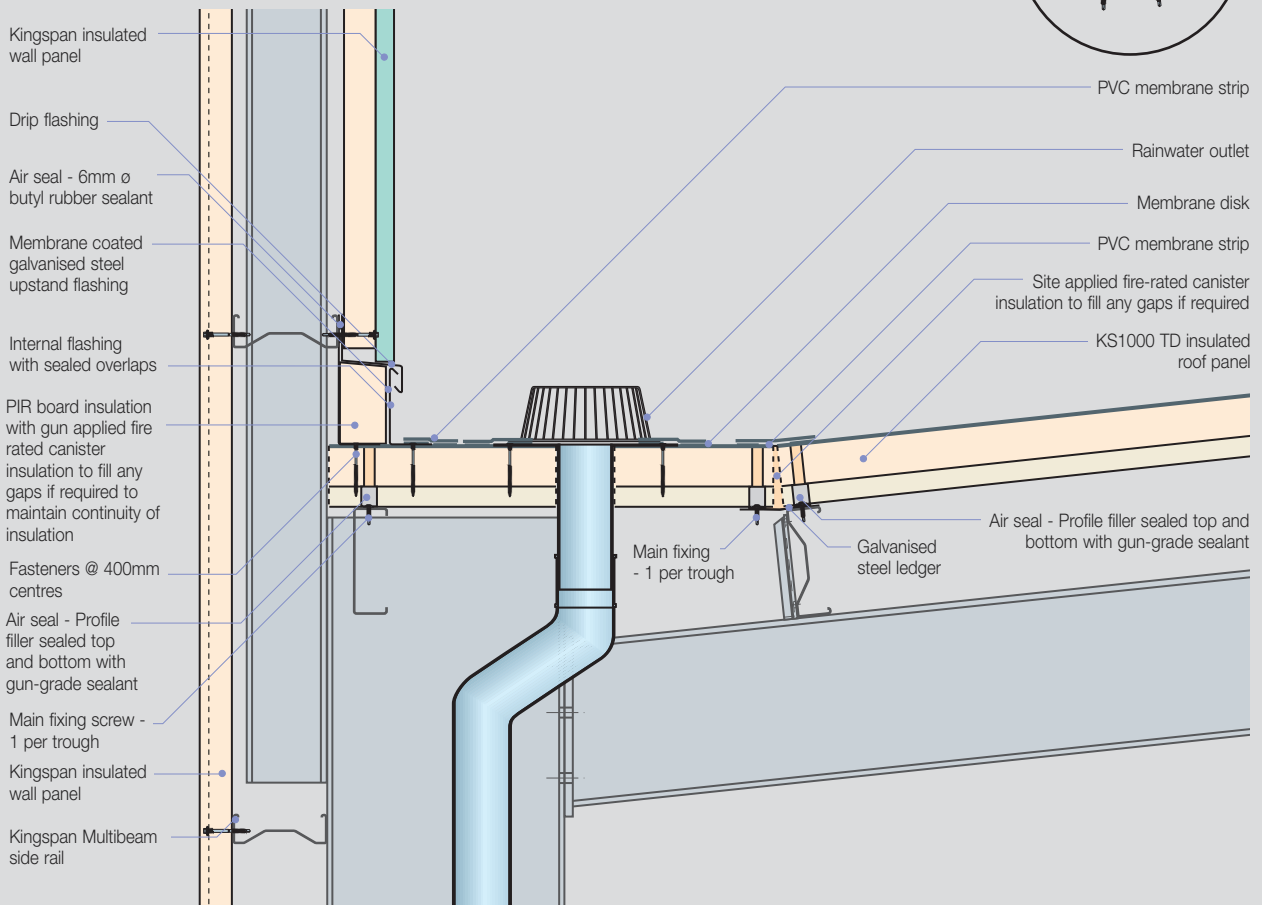 Kingspan insulated
wall panel
Drip flashing
Air seal - 6mm ø
butyl rubber sealant
Membrane coated
galvanised steel
upstand flashing
Internal flashing
with sealed overlaps
PIR board insulation
with gun applied fire
rated canister
insulation to fill any
gaps if required to
maintain continuity of
insulation
Fasteners @ 400mm
centres
Air seal - Profile
filler sealed top
and bottom with
gun-grade sealant
Main fixing screw -
1 per trough
Kingspan insulated
wall panel
Kingspan Multibeam
side rail
PVC membrane strip
Rainwater outlet
Membrane disk
PVC membrane strip
Site applied fire-rated canister
insulation to fill any gaps if required
KS1000 TD insulated
roof panel
Air seal - Profile filler sealed top and
bottom with gun-grade sealant
Main fixing
- 1 per trough
Galvanised
steel ledger